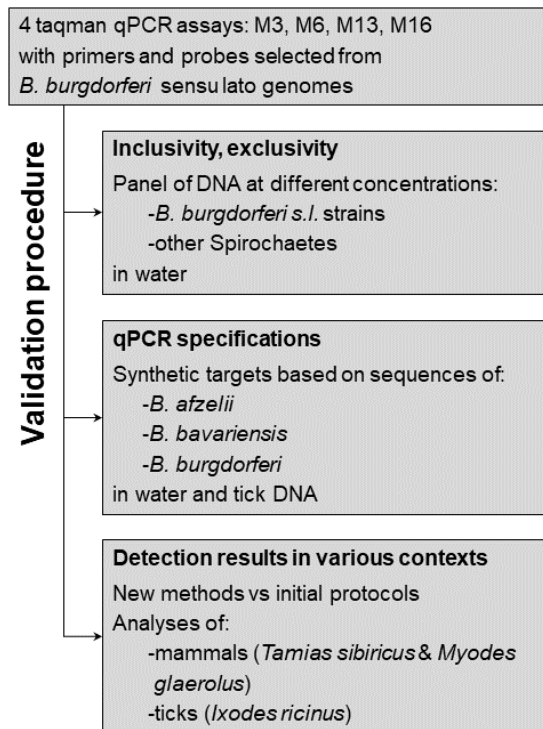 4 taqman qPCR assays: M3, M6, M13, M16
with primers and probes selected from
B. burgdorferi sensu lato genomes
Validation procedure
Inclusivity, exclusivity
Panel of DNA at different concentrations:
-B. burgdorferi s.l. strains
-other Spirochaetes
in water
qPCR specifications
Synthetic targets based on sequences of:
-B. afzelii
-B. bavariensis
-B. burgdorferi
in water and tick DNA
Detection results in various contexts
New methods vs initial protocols
Analyses of:
-mammals (Tamias sibiricus & Myodes
glaerolus)
-ticks (Ixodes ricinus)